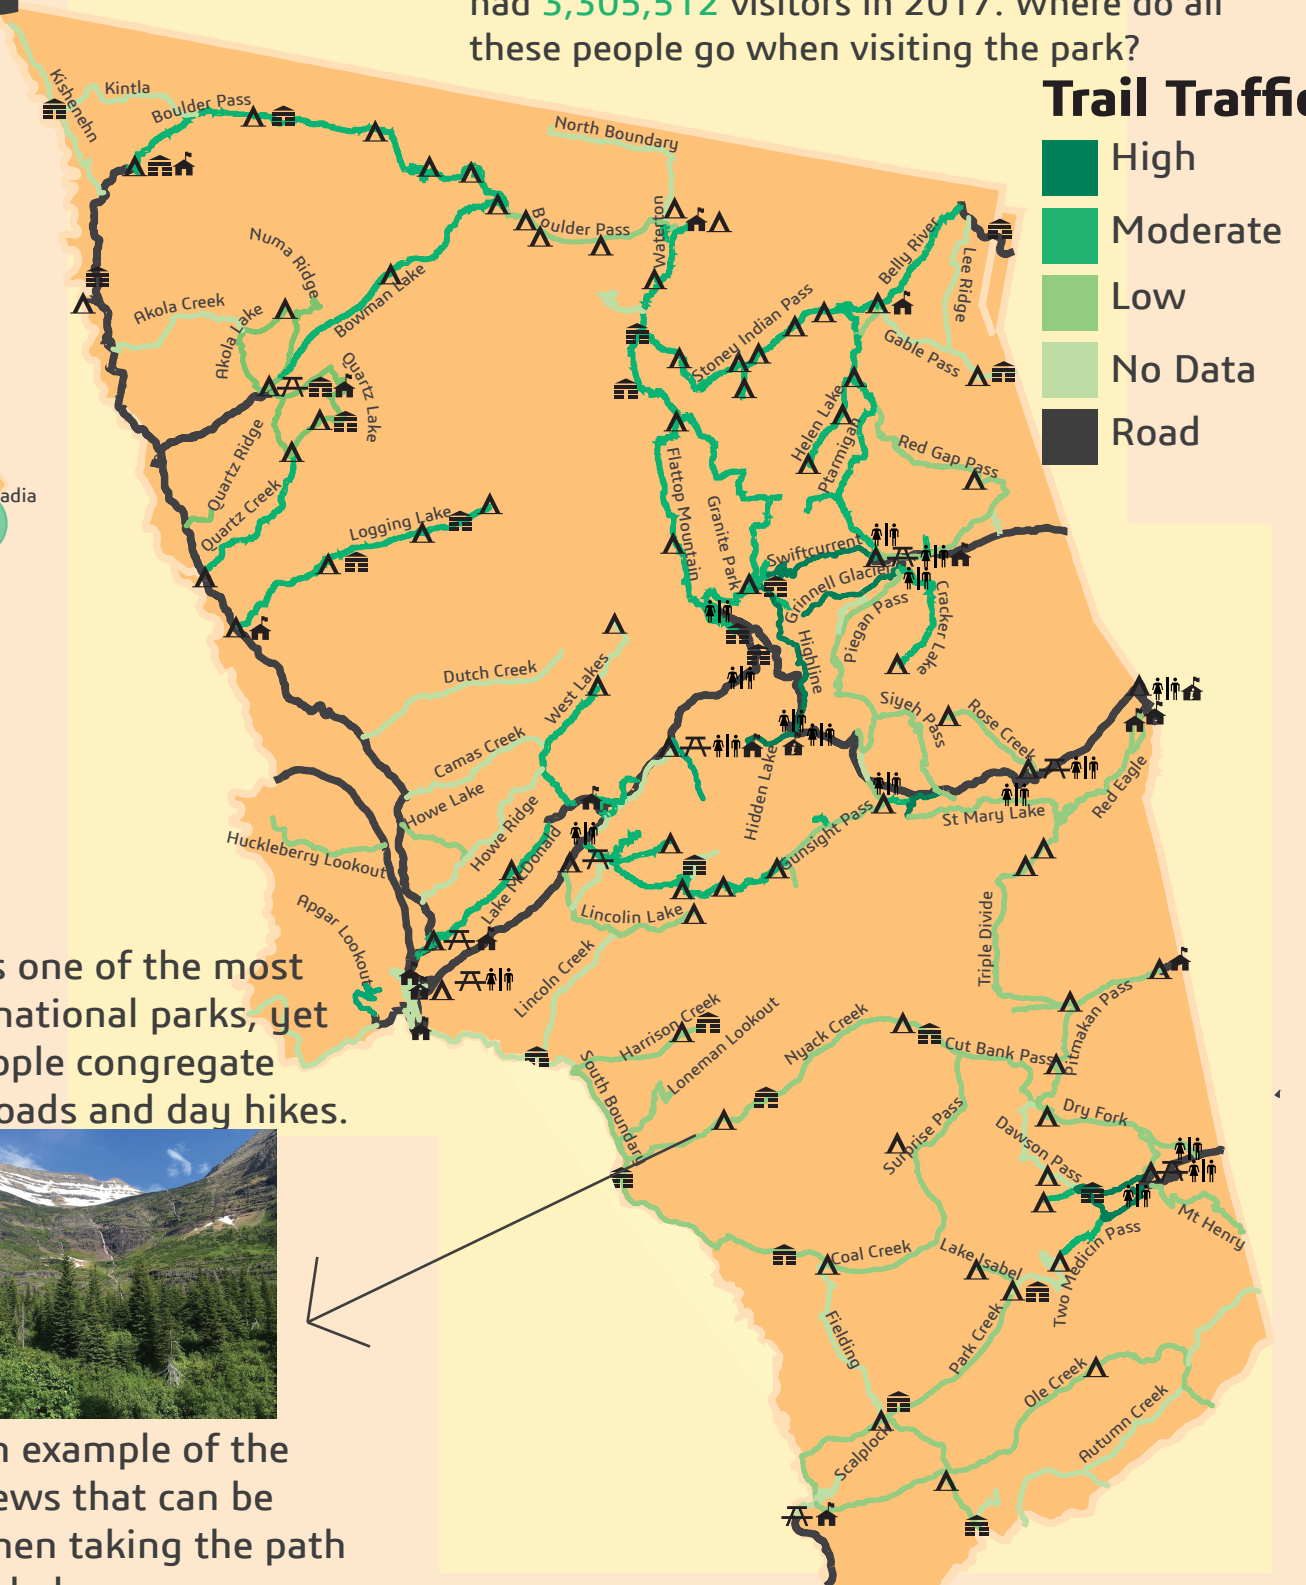 had 3,305,512 visitors in 2017. Where do all
these people go when visiting the park?
Trail Traffic
High
Moderate
Low
No Data
Road
Kishenehn
Kintla
Boulder Pass
North Boundary
Numa Ridge
Boulder Pass
Waterton
Belly River
Lee Ridge
Akola Creek
Akola Lake
Bowman Lake
Quartz Lake
Stoney Indian Pass
Gable Pass
Quartz Ridge
Quartz Creek
Helen Lake
Ptarmigan
Red Gap Pass
adia
Logging Lake
Flattop Mountain
Granite Park
Swiftcurrent
Grinnell Glacier
Piegan Pass
Cracker Lake
Highline
Dutch Creek
West Lakes
Siyeh Pass
Rose Creek
Camas Creek
Howe Lake
Howe Ridge
Hidden Lake
Gunsight Pass
St Mary Lake
Red Eagle
Huckleberry Lookout
Lake McDonald
Apgar Lookout
Lincolin Lake
Lincoln Creek
Triple Divide
s one of the most
national parks, yet
ople congregate
oads and day hikes.
Harrison Creek
Loneman Lookout
Nyack Creek
Cut Bank Pass
Pitmakan Pass
South Boundary
Dry Fork
Dawson Pass
Surprise Pass
Mt Henry
Coal Creek
Lake Isabel
Two Medicin Pass
Fielding
Park Creek
Ole Creek
Autumn Creek
Scalplock
n example of the
ews that can be
hen taking the path